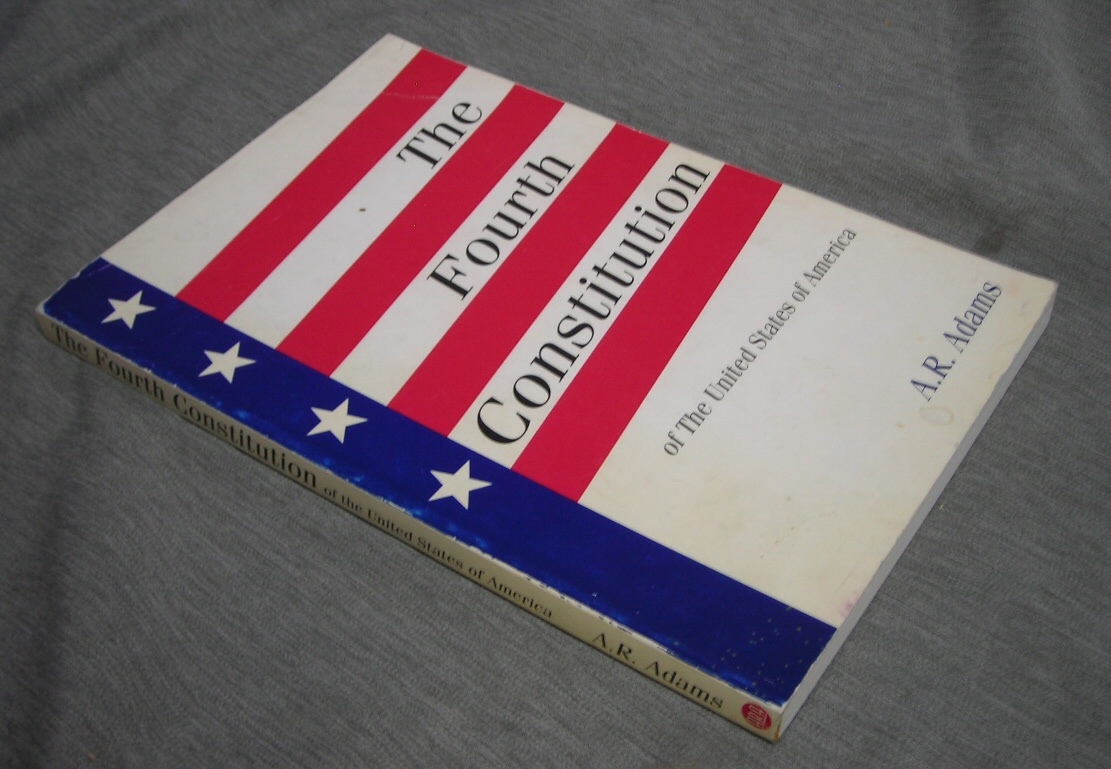 The
Fourth
Constitution
of The United States of America
A.R. Adams
The Fourth Constitution of the United States of America A.R. Adams